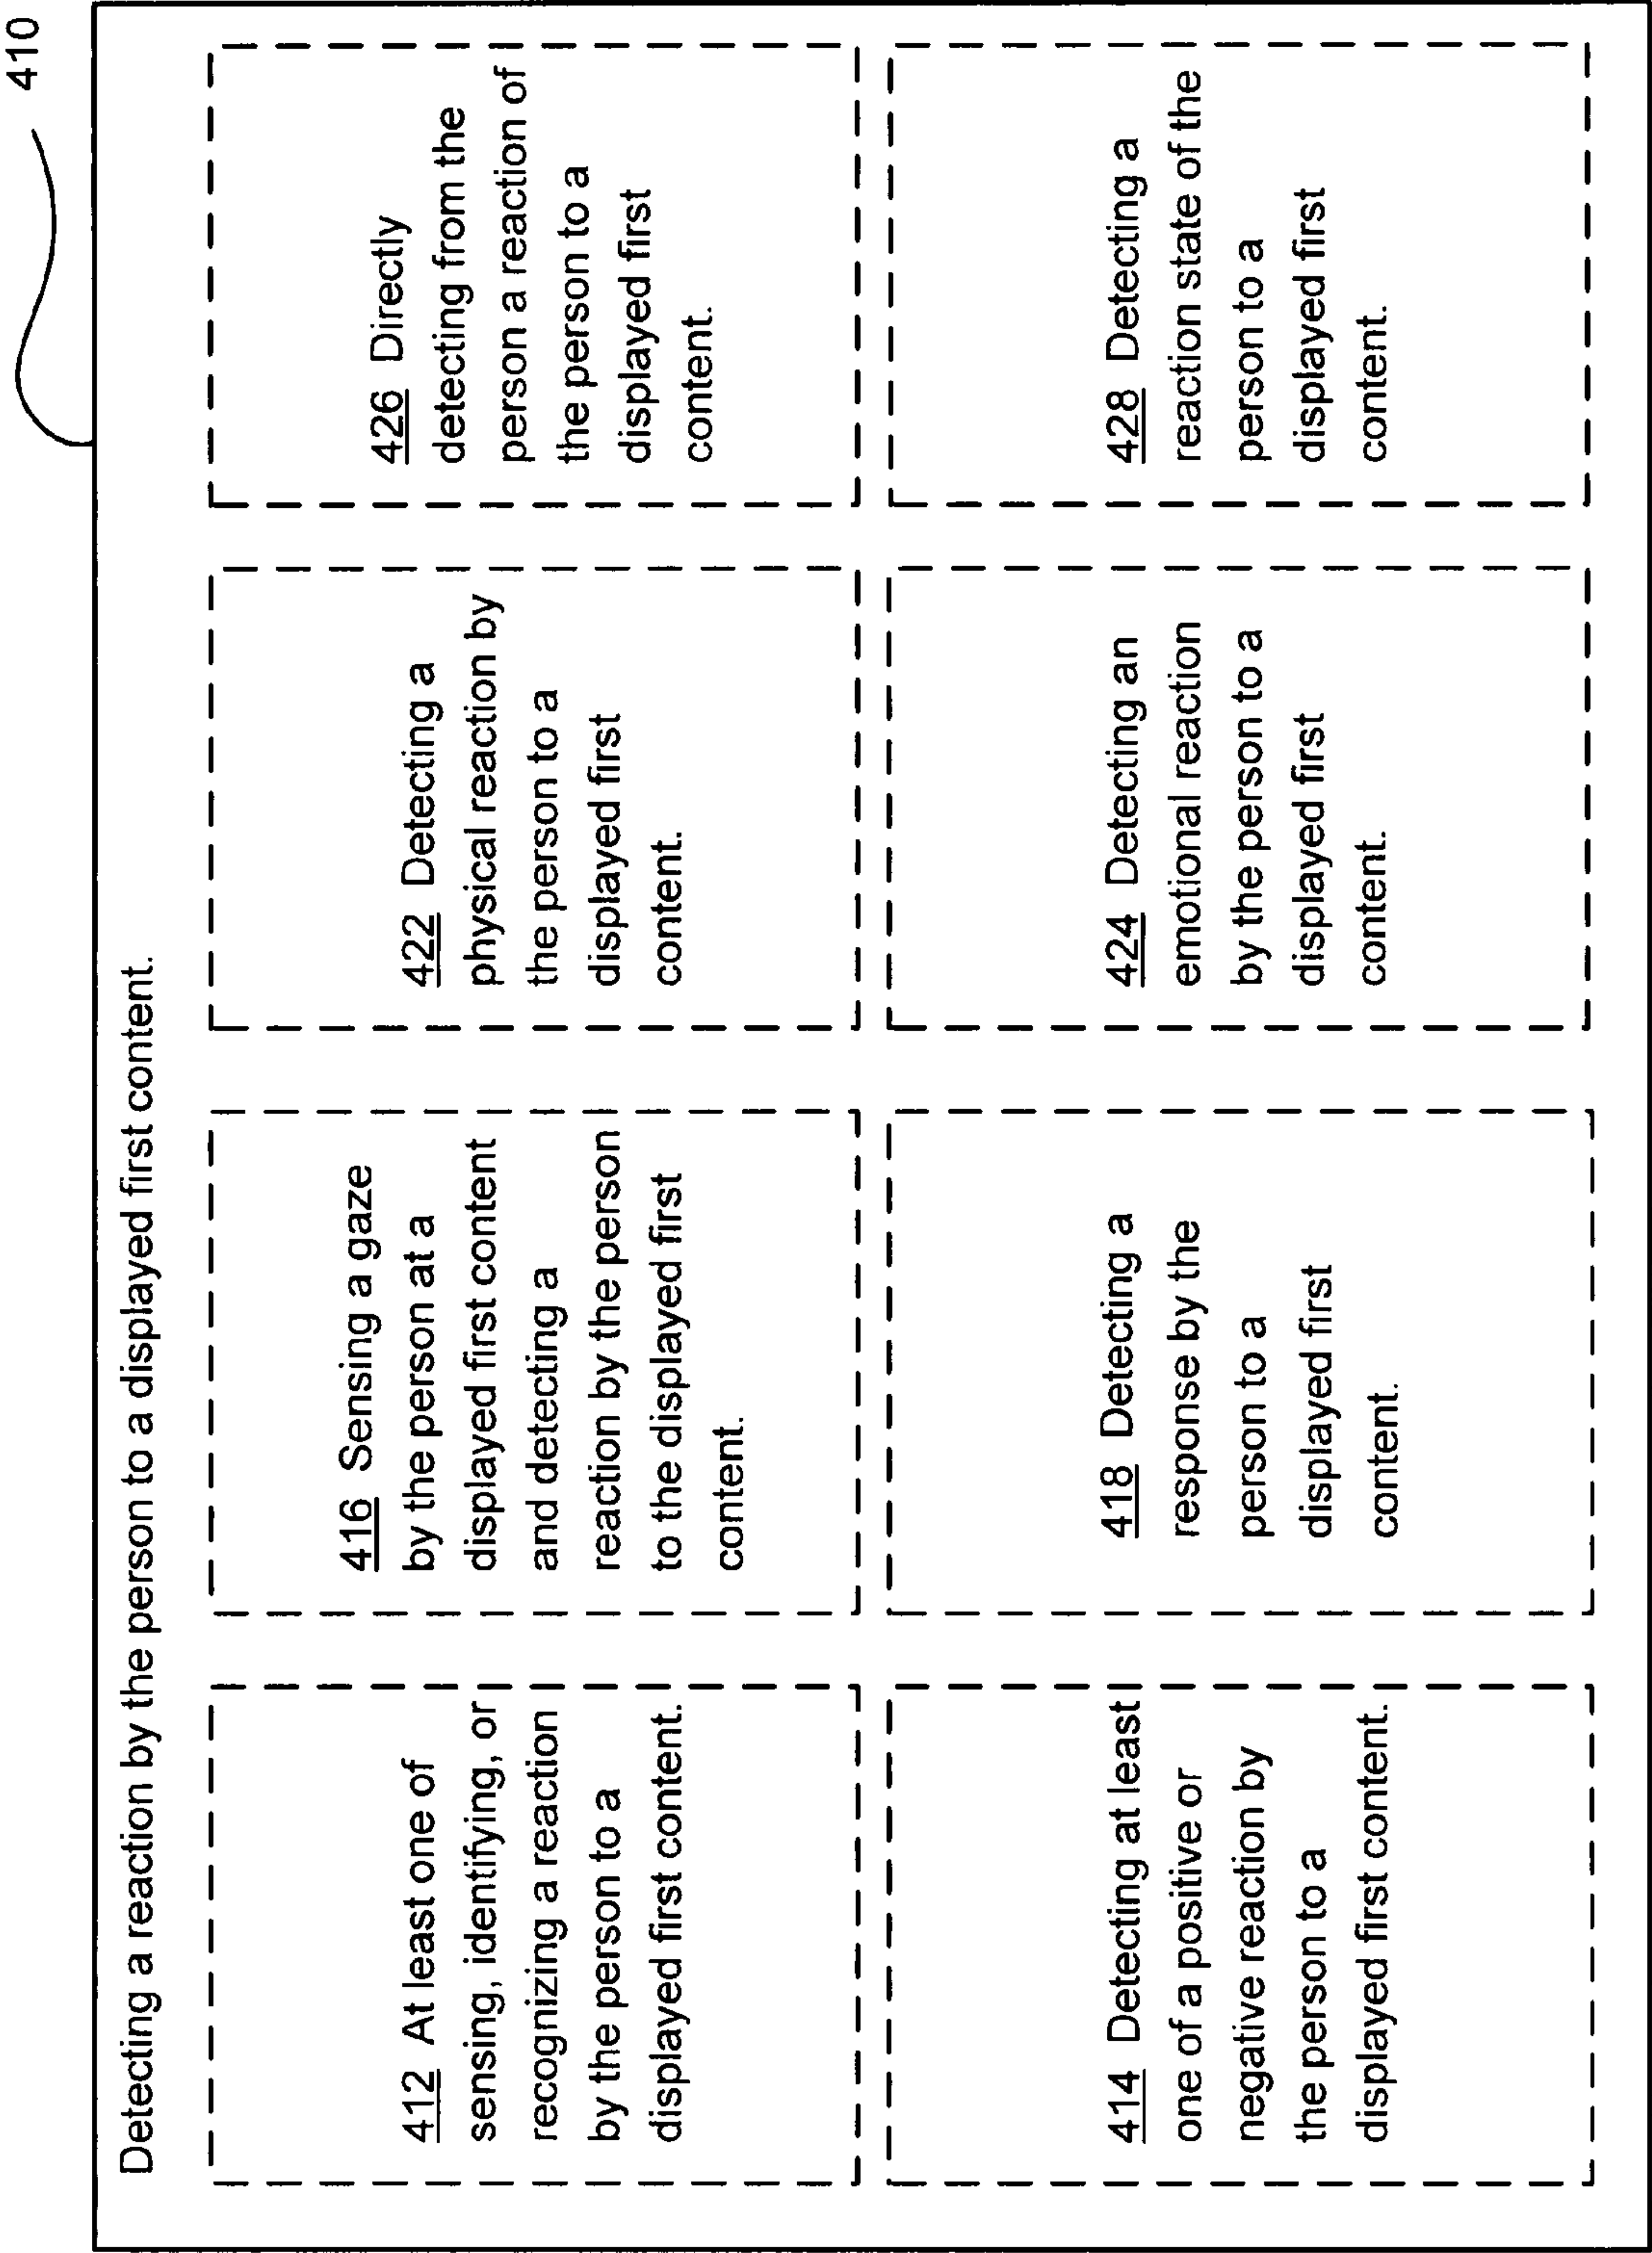 410
Detecting a reaction by the person to a displayed first content.
412 At least one of
sensing, identifying, or
recognizing a reaction
by the person to a
displayed first content.
416 Sensing a gaze
by the person at a
displayed first content
and detecting a
reaction by the person
to the displayed first
content.
422 Detecting a
physical reaction by
the person to a
displayed first
content.
426 Directly
detecting from the
person a reaction of
the person to a
displayed first
content.
414 Detecting at least
one of a positive or
negative reaction by
the person to a
displayed first content.
418 Detecting a
response by the
person to a
displayed first
content.
424 Detecting an
emotional reaction
by the person to a
displayed first
content.
428 Detecting a
reaction state of the
person to a
displayed first
content.